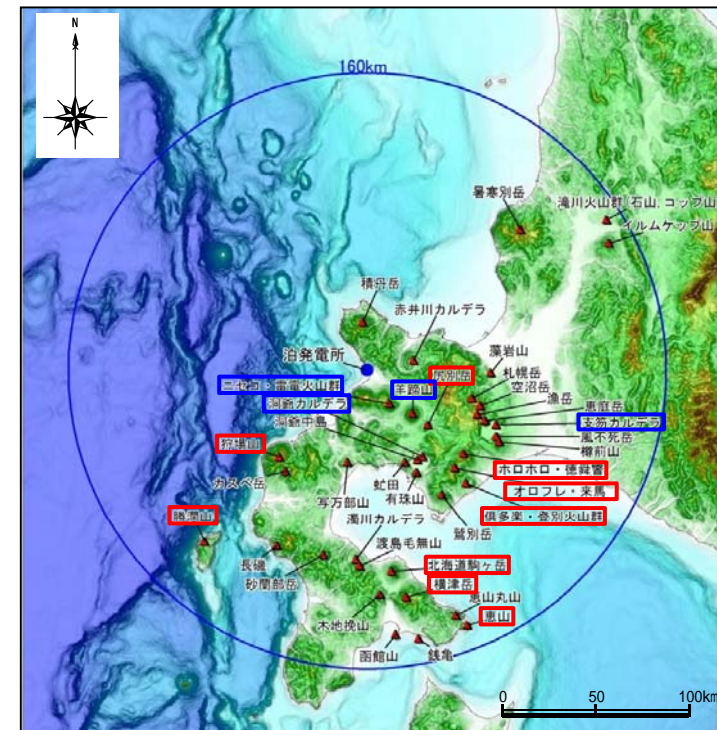 N
160km
暑寒別岳
滝川火山群(石山,コップ山)
イルムケップ山
積丹岳
赤井川カルデラ
泊発電所
藻岩山
尻別岳
札幌岳
ニセコ・雷電火山群
羊蹄山
空沼岳
洞爺カルデラ
漁岳
恵庭岳
洞爺中島
支笏カルデラ
狩場山
風不死岳
樽前山
カスベ岳
ホロホロ・徳舜瞥
写万部山
虻田
有珠山
オロフレ・来馬
勝澗山
濁川カルデラ
鷲別岳
倶多楽・登別火山群
渡島毛無山
長磯
砂蘭部岳
北海道駒ヶ岳
横津岳
恵山丸山
木地挽山
恵山
函館山
銭亀
0 50 100km